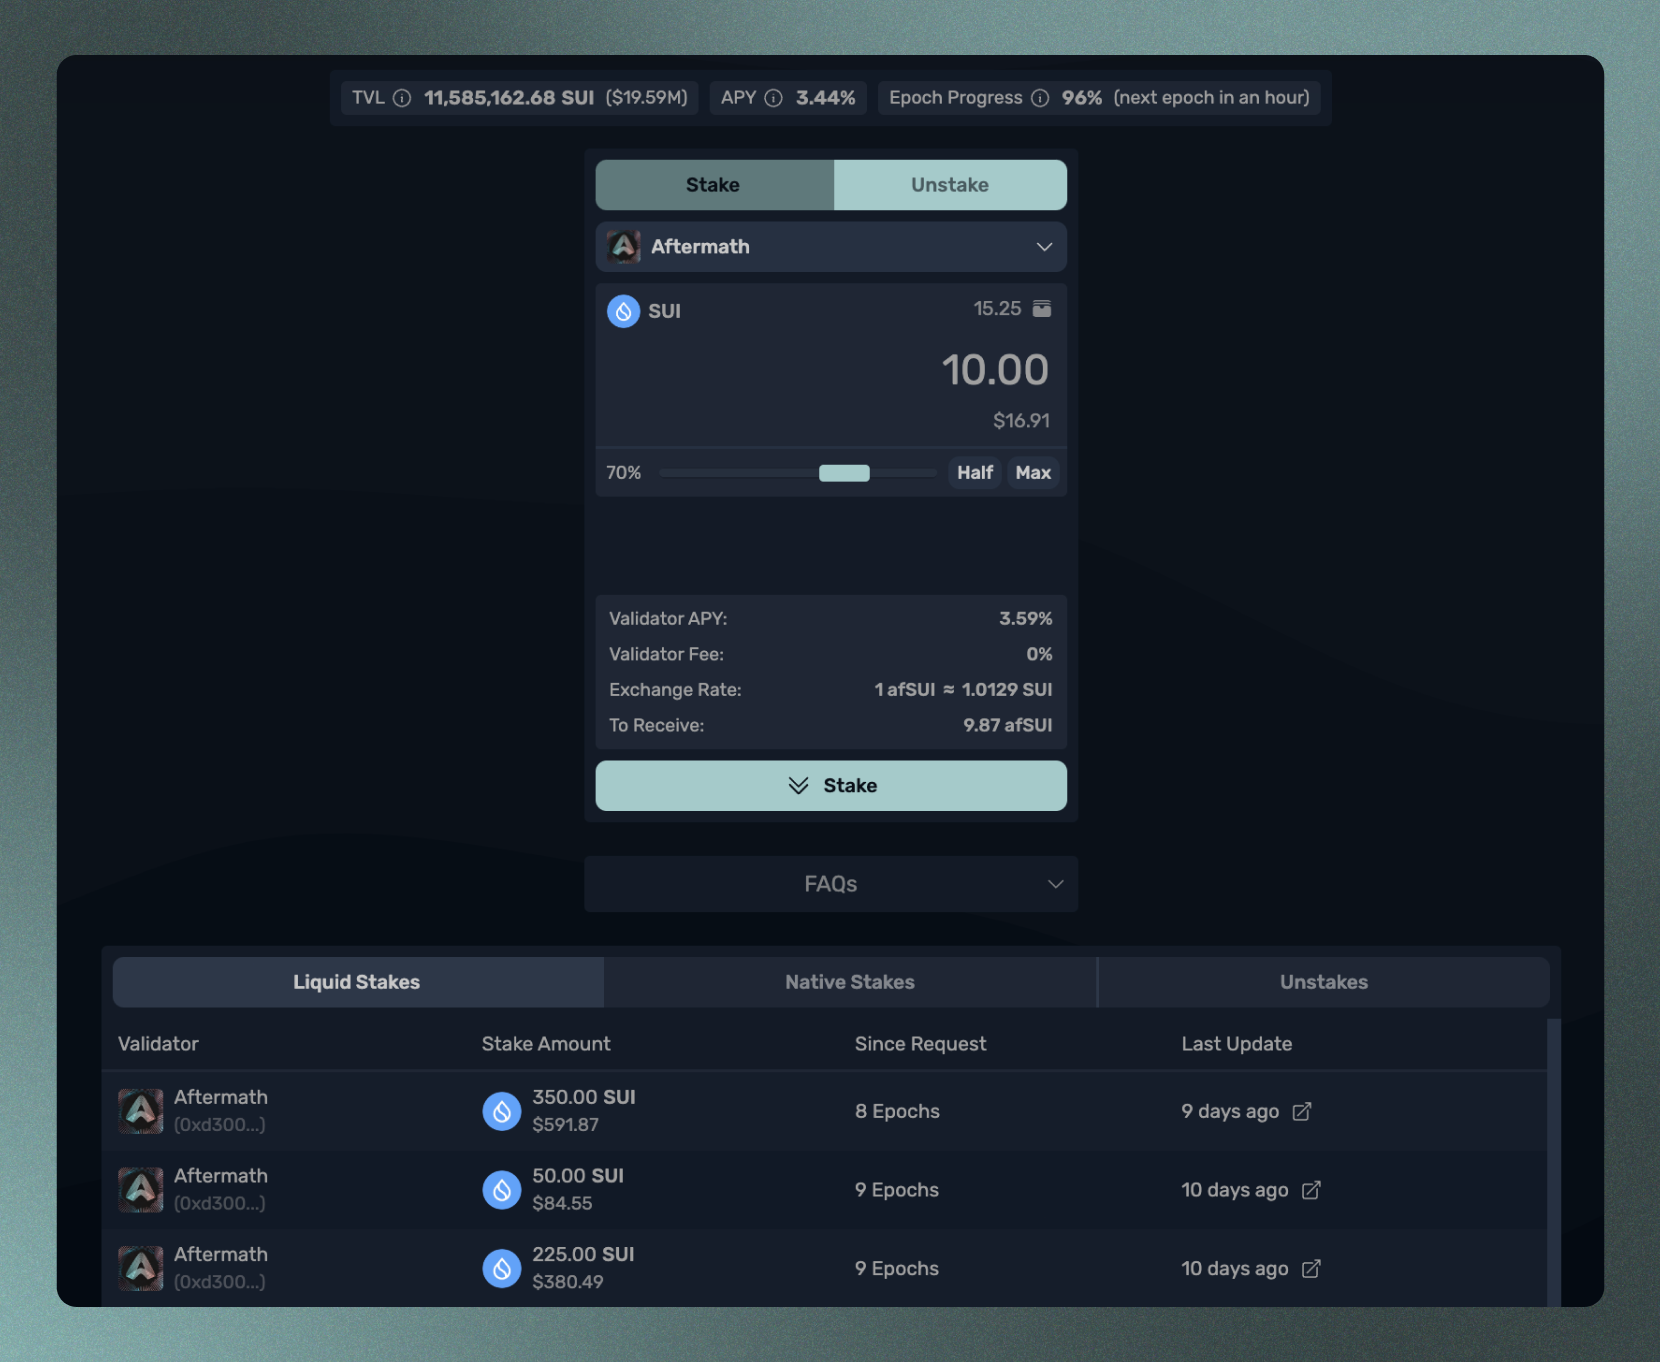 TVL 11,585,162.68 SUI ($19.59M) APY 3.44% Epoch Progress 96% (next epoch in an hour)
Stake Unstake
Aftermath
SUI 15.25
10.00
$16.91
70% Half Max
Validator APY: 3.59%
Validator Fee: 0%
Exchange Rate: 1 afSUI ≈ 1.0129 SUI
To Receive: 9.87 afSUI
Stake
FAQs
Liquid Stakes Native Stakes Unstakes
Validator Stake Amount Since Request Last Update
Aftermath 350.00 SUI 8 Epochs 9 days ago
(0xd300...) $591.87
Aftermath 50.00 SUI 9 Epochs 10 days ago
(0xd300...) $84.55
Aftermath 225.00 SUI 9 Epochs 10 days ago
(0xd300...) $380.49